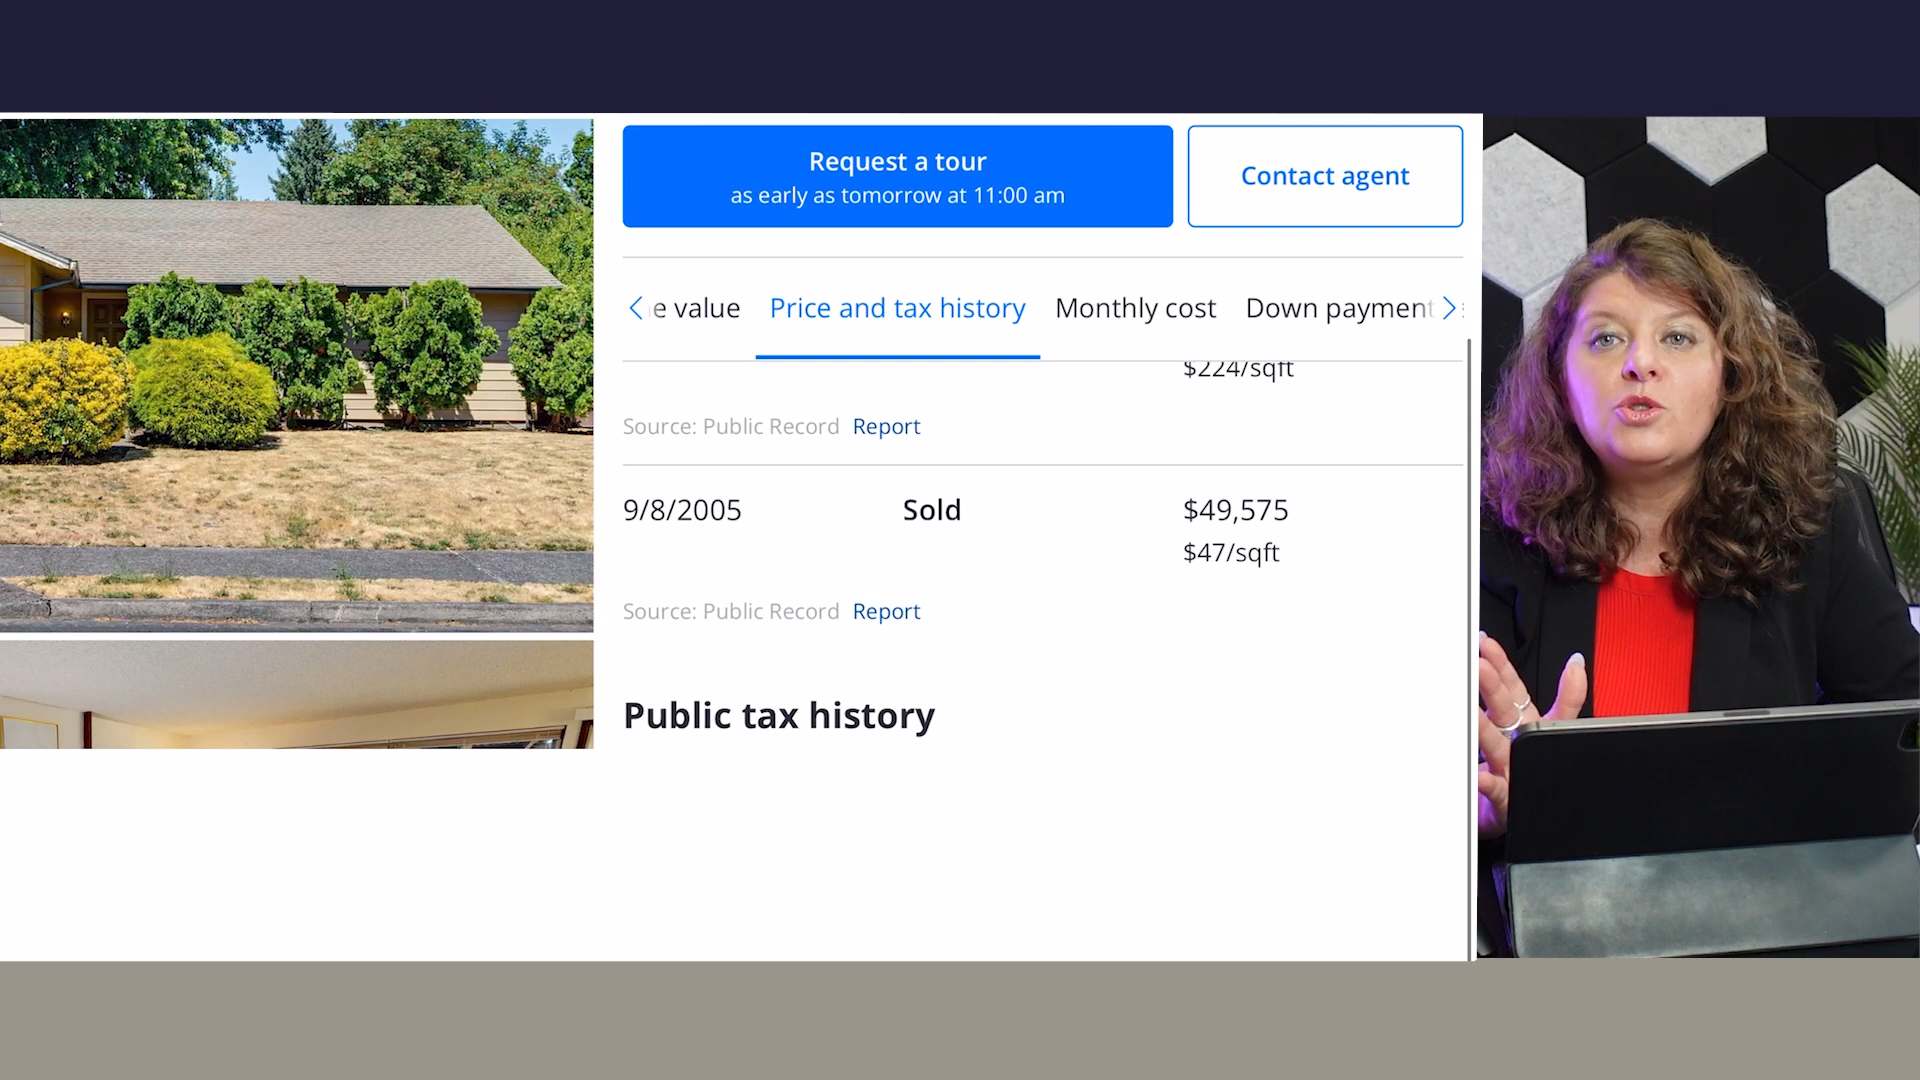 Request a tour
as early as tomorrow at 11:00 am
Contact agent
e value
Price and tax history
Monthly cost
Down payment
$224/sqft
Source: Public Record Report
9/8/2005 Sold $49,575
$47/sqft
Source: Public Record Report
Public tax history